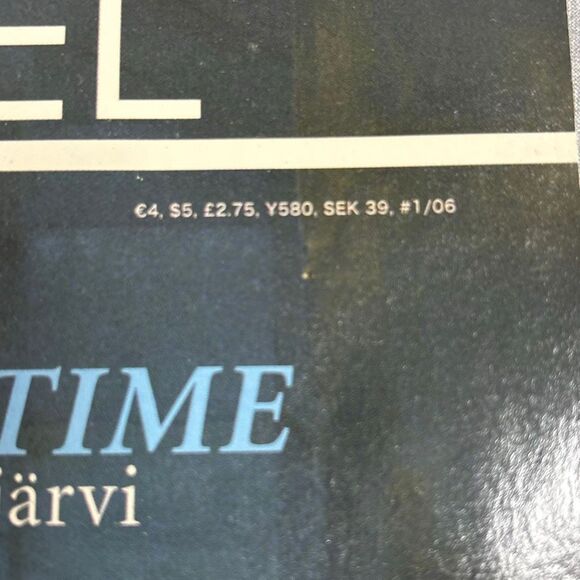 EL
€4, $5, £2.75, Y580, SEK 39, #1/06
TIME
järvi